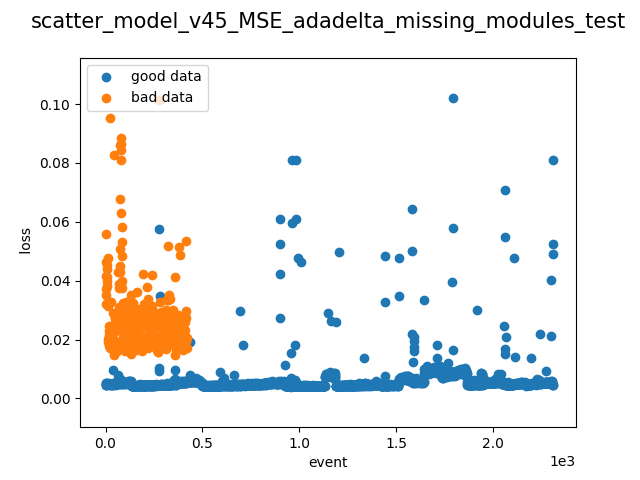 scatter_model_v45_MSE_adadelta_missing_modules_test
good data
bad data
0.10
0.08
0.06
0.04
0.02
0.00
loss
0.0
0.5
1.0
1.5
2.0
1e3
event